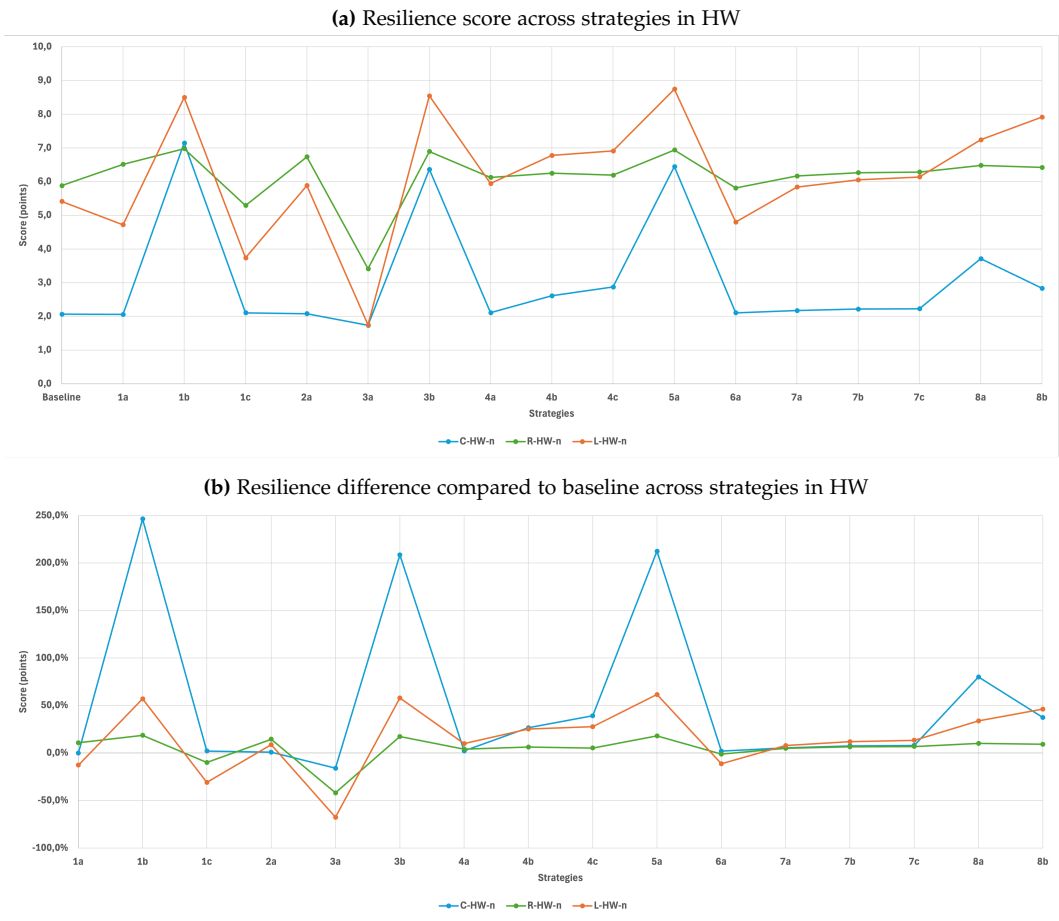 (a) Resilience score across strategies in HW
10,0
9,0
8,0
7,0
6,0
5,0
4,0
3,0
2,0
1,0
0,0
Score (points)
Baseline 1a 1b 1c 2a 3a 3b 4a 4b 4c 5a 6a 7a 7b 7c 8a 8b
Strategies
C-HW-n R-HW-n L-HW-n
(b) Resilience difference compared to baseline across strategies in HW
250,0%
200,0%
150,0%
100,0%
50,0%
0,0%
-50,0%
-100,0%
Score (points)
1a 1b 1c 2a 3a 3b 4a 4b 4c 5a 6a 7a 7b 7c 8a 8b
Strategies
C-HW-n R-HW-n L-HW-n